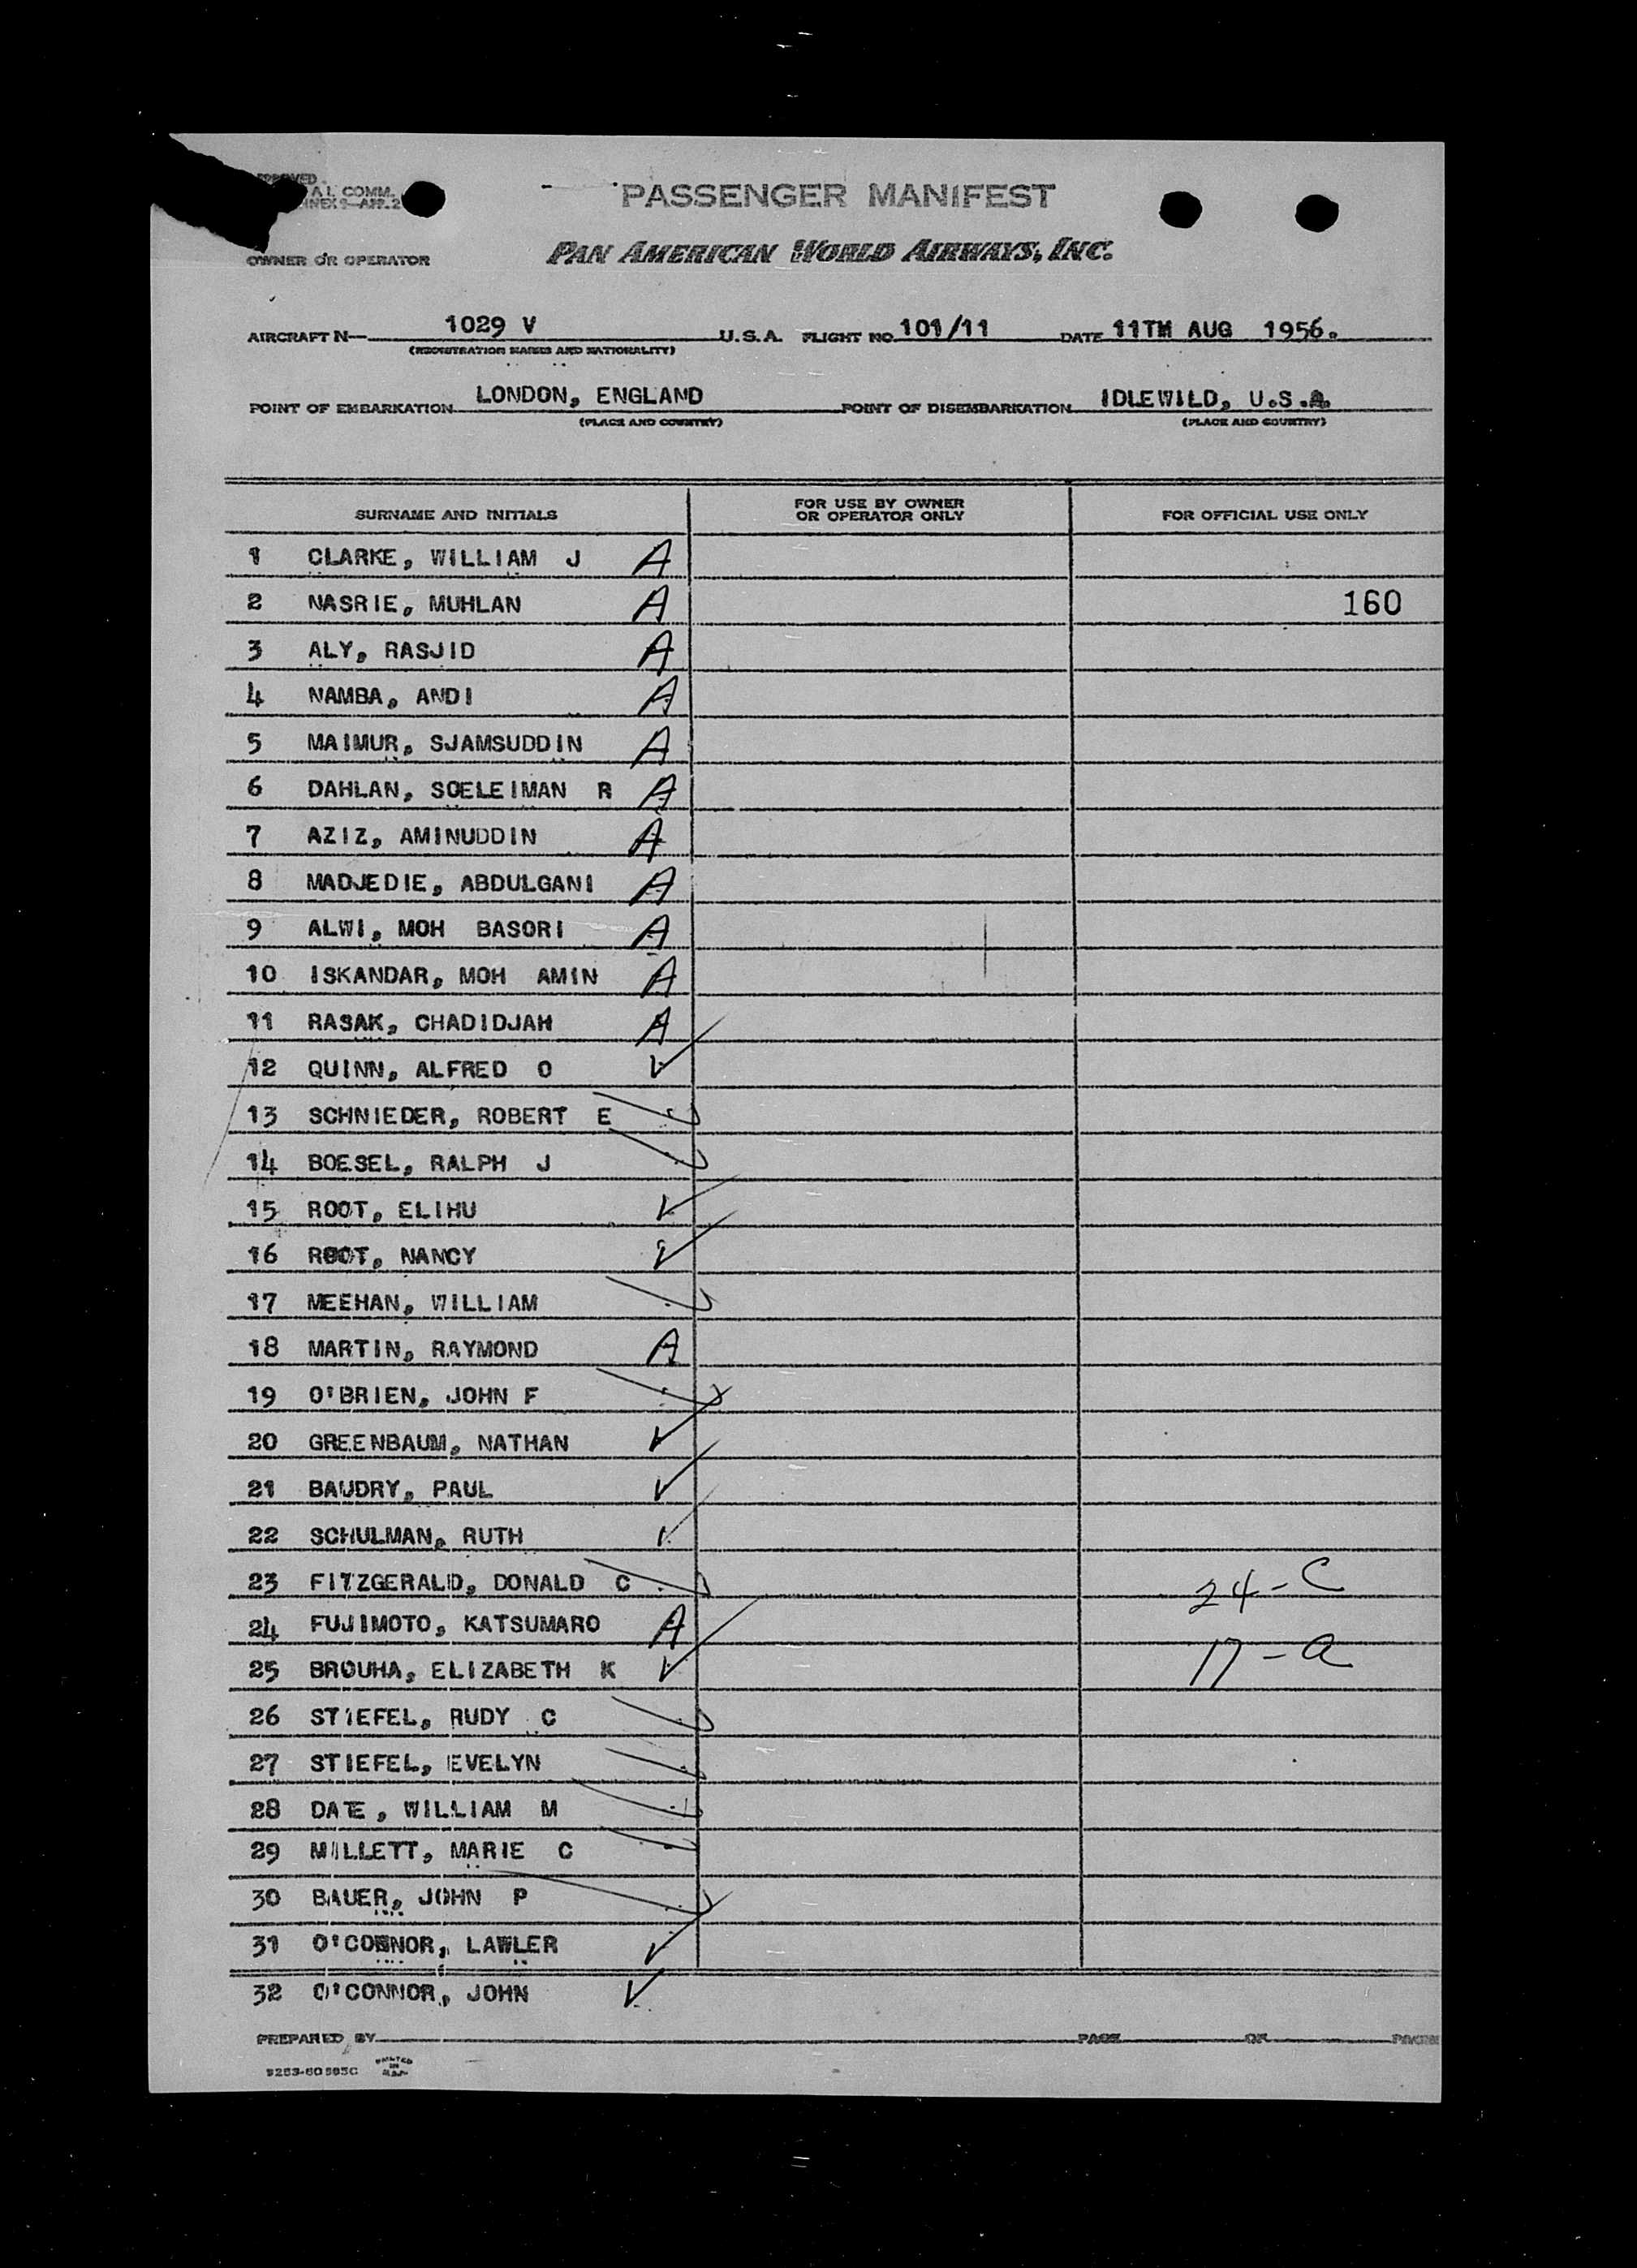 PASSENGER MANIFEST
A I. COMM.
OWNER OR OPERATOR PAN AMERICAN WORLD AIRWAYS, INC.
AIRCRAFT N— 1029 V U.S.A. FLIGHT NO. 101/11 DATE 11TH AUG 1956.
(REGISTRATION MARKS AND NATIONALITY)
POINT OF EMBARKATION LONDON, ENGLAND POINT OF DISEMBARKATION IDLEWILD, U.S.A.
(PLACE AND COUNTRY) (PLACE AND COUNTRY)
SURNAME AND INITIALS FOR USE BY OWNER OR OPERATOR ONLY FOR OFFICIAL USE ONLY
1 CLARKE, WILLIAM J A
2 NASRIE, MUHLAN A 160
3 ALY, RASJID A
4 NAMBA, ANDI A
5 MAIMUR, SJAMSUDDIN A
6 DAHLAN, SOELEIMAN R A
7 AZIZ, AMINUDDIN A
8 MADJEDIE, ABDULGANI A
9 ALWI, MOH BASORI A
10 ISKANDAR, MOH AMIN A
11 RASAK, CHADIDJAH A
12 QUINN, ALFRED O ✓
13 SCHNIEDER, ROBERT E
14 BOESEL, RALPH J
15 ROOT, ELIHU ✓
16 ROOT, NANCY ✓
17 MEEHAN, WILLIAM
18 MARTIN, RAYMOND A
19 O'BRIEN, JOHN F
20 GREENBAUM, NATHAN ✓
21 BAUDRY, PAUL ✓
22 SCHULMAN, RUTH ✓
23 FITZGERALD, DONALD C 24-C
24 FUJIMOTO, KATSUMARO A
25 BROUHA, ELIZABETH K ✓ 17-a
26 STIEFEL, RUDY C
27 STIEFEL, EVELYN
28 DATE, WILLIAM M
29 MILLETT, MARIE C
30 BAUER, JOHN P
31 O'CONNOR, LAWLER ✓
32 O'CONNOR, JOHN ✓
PREPARED BY PAGE OF PAGES
PRINTED IN